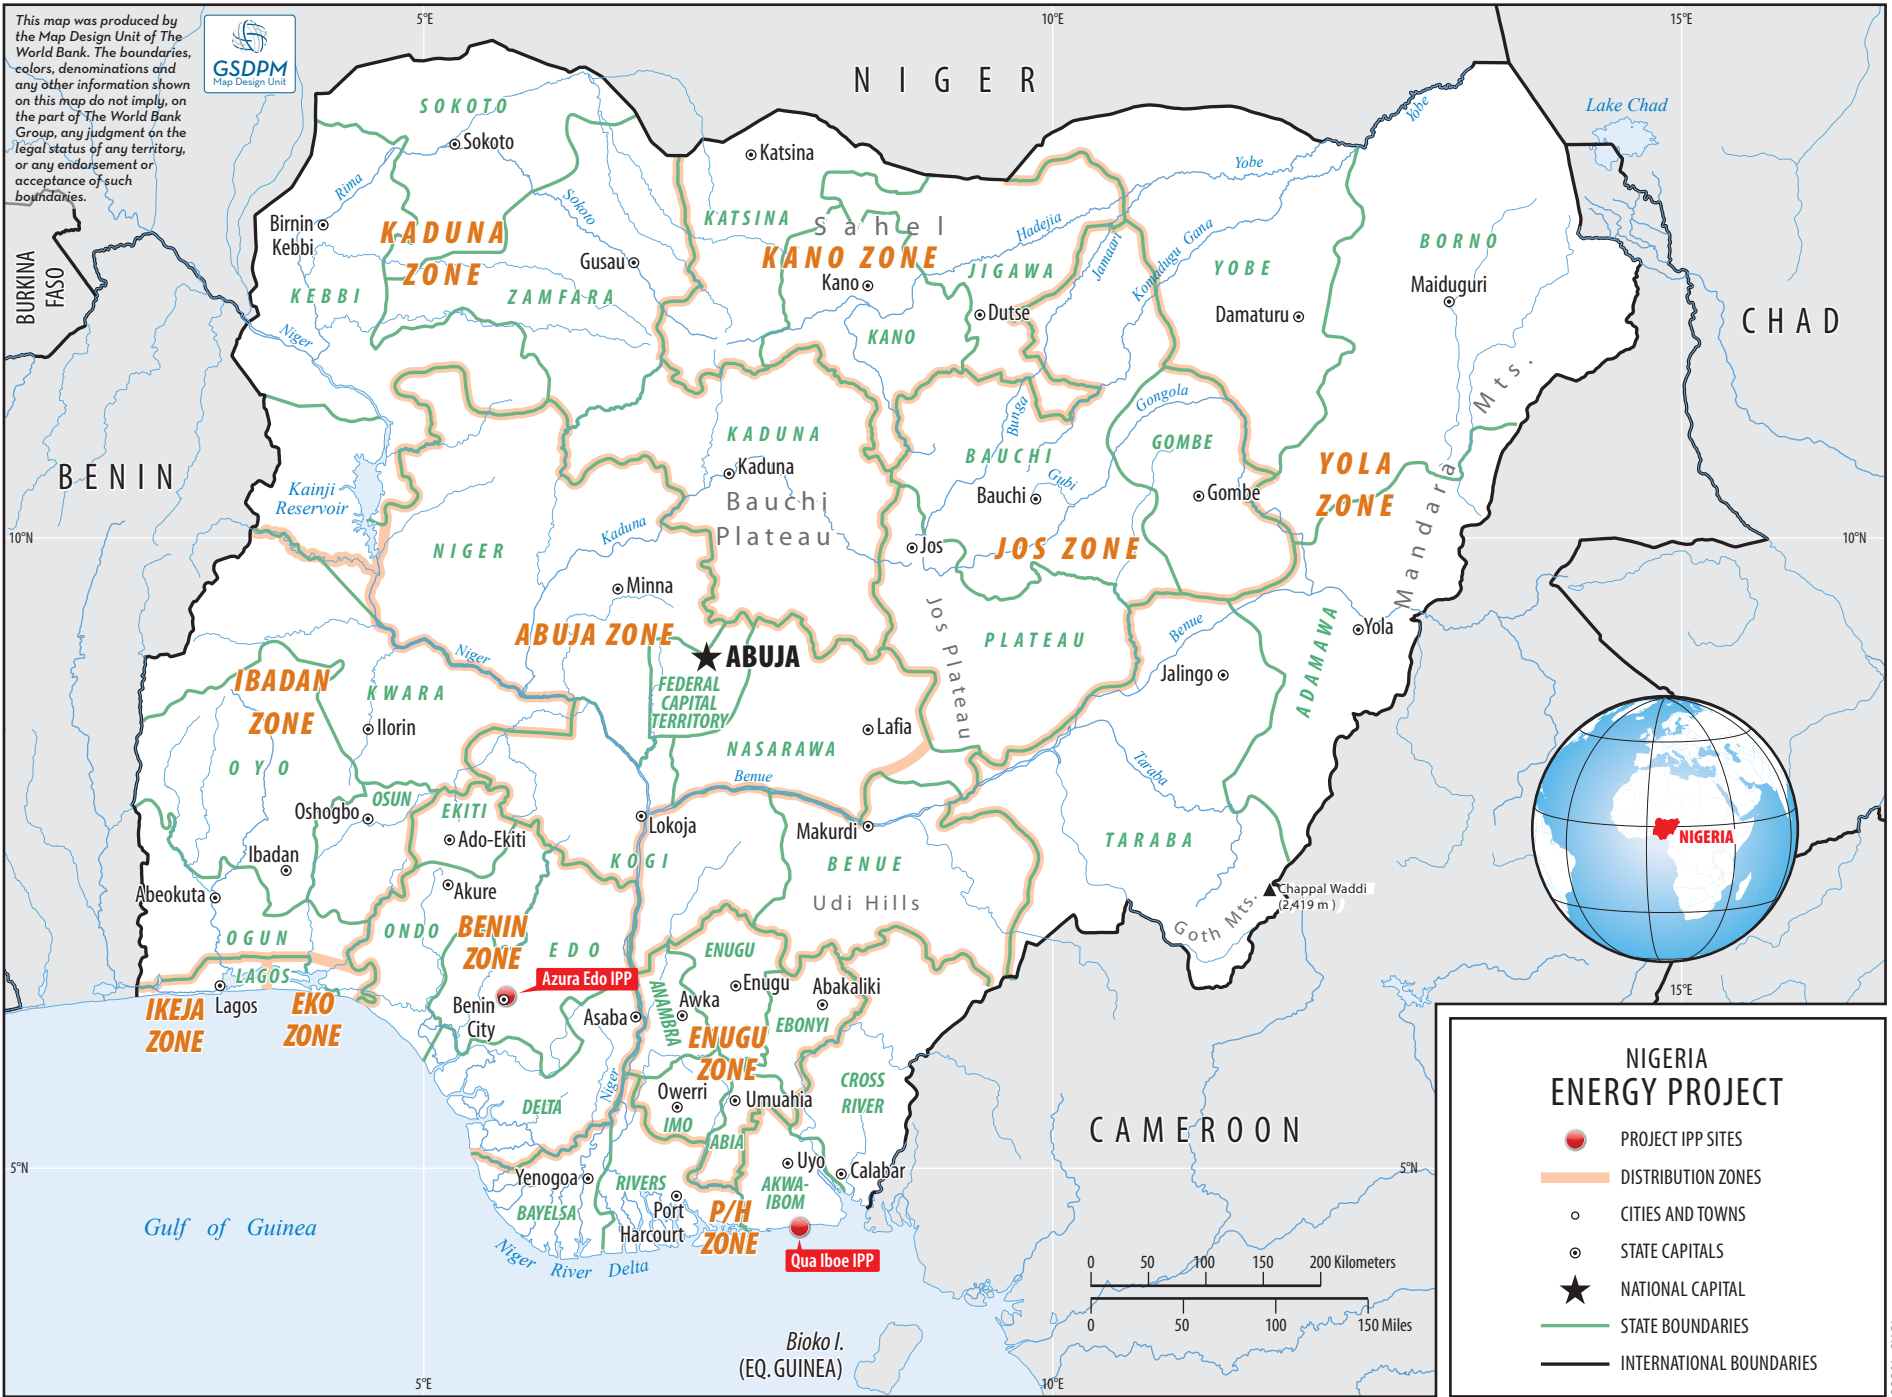 This map was produced by
the Map Design Unit of The
World Bank. The boundaries,
colors, denominations and
any other information shown
on this map do not imply, on
the part of The World Bank
Group, any judgment on the
legal status of any territory,
or any endorsement or
acceptance of such
boundaries.
GSDPM
Map Design Unit
5°E
10°E
15°E
NIGER
Lake Chad
Yobe
SOKOTO
Sokoto
Katsina
Yobe
Rima
Sokoto
Birnin
Kebbi
KADUNA
ZONE
Gusau
KATSINA
Sahel
KANO ZONE
Kano
Hadejia
Jamaari
Komadugu Gana
JIGAWA
YOBE
BORNO
Maiduguri
BURKINA
FASO
KEBBI
ZAMFARA
Dutse
Damaturu
CHAD
Niger
KANO
Mandara Mts.
Gongola
Bunga
KADUNA
Kaduna
BAUCHI
GOMBE
YOLA
ZONE
BENIN
Kainji
Reservoir
Bauchi
Plateau
Bauchi
Gubi
Gombe
10°N
10°N
Kaduna
NIGER
Jos
JOS ZONE
Minna
Jos Plateau
ABUJA ZONE
ABUJA
PLATEAU
Benue
Yola
ADAMAWA
Niger
IBADAN
ZONE
KWARA
FEDERAL
CAPITAL
TERRITORY
Jalingo
Ilorin
Lafia
NASARAWA
OYO
Benue
Taraba
OSUN
Oshogbo
EKITI
Ado-Ekiti
Lokoja
Makurdi
NIGERIA
Ibadan
KOGI
BENUE
TARABA
Abeokuta
Akure
Udi Hills
Chappal Waddi
(2,419 m)
Goth Mts.
OGUN
ONDO
BENIN
ZONE
EDO
ENUGU
LAGOS
Azura Edo IPP
Lagos
IKEJA
ZONE
EKO
ZONE
Benin
City
Asaba
ANAMBRA
Awka
Enugu
Abakaliki
EBONYI
ENUGU
ZONE
15°E
Niger
Owerri
Umuahia
CROSS
RIVER
DELTA
IMO
ABIA
CAMEROON
5°N
5°N
Yenogoa
RIVERS
Uyo
Calabar
BAYELSA
Port
Harcourt
P/H
ZONE
AKWA-
IBOM
Gulf of Guinea
Niger River Delta
Qua Iboe IPP
Bioko I.
(EQ. GUINEA)
0 50 100 150 200 Kilometers
0 50 100 150 Miles
5°E
10°E
NIGERIA
ENERGY PROJECT
PROJECT IPP SITES
DISTRIBUTION ZONES
CITIES AND TOWNS
STATE CAPITALS
NATIONAL CAPITAL
STATE BOUNDARIES
INTERNATIONAL BOUNDARIES